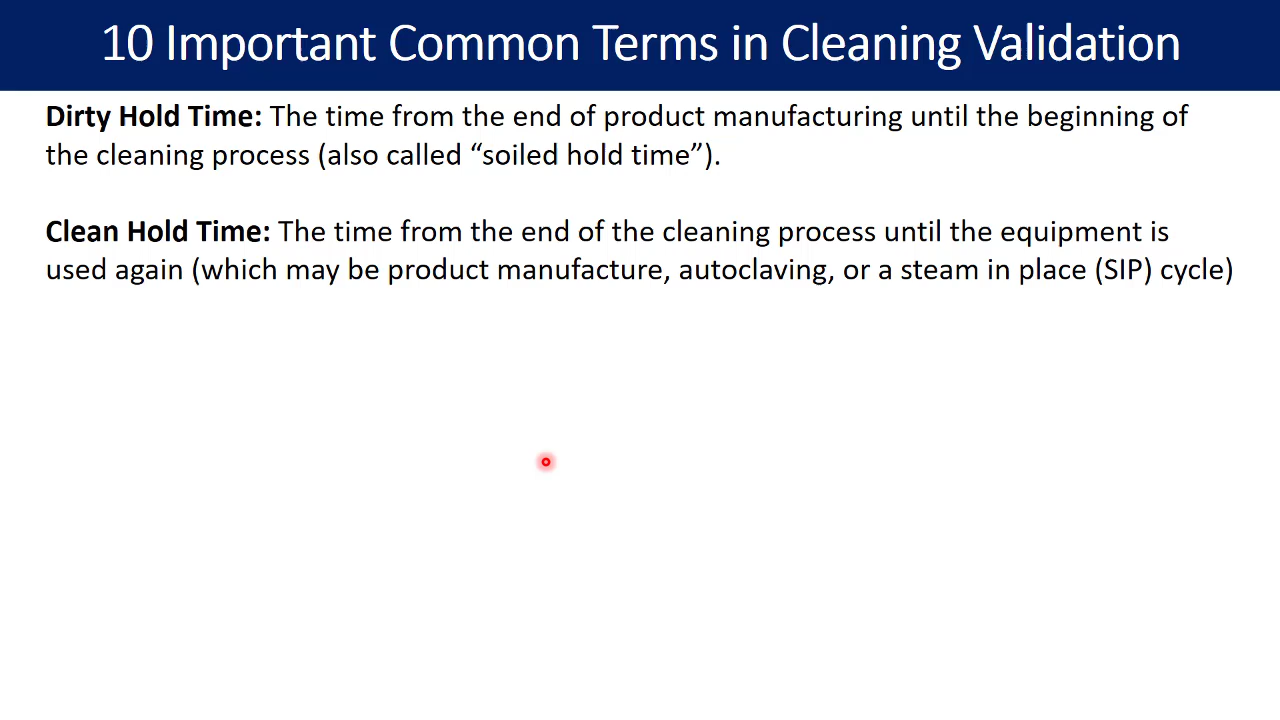 10 Important Common Terms in Cleaning Validation
Dirty Hold Time: The time from the end of product manufacturing until the beginning of
the cleaning process (also called “soiled hold time”).
Clean Hold Time: The time from the end of the cleaning process until the equipment is
used again (which may be product manufacture, autoclaving, or a steam in place (SIP) cycle)